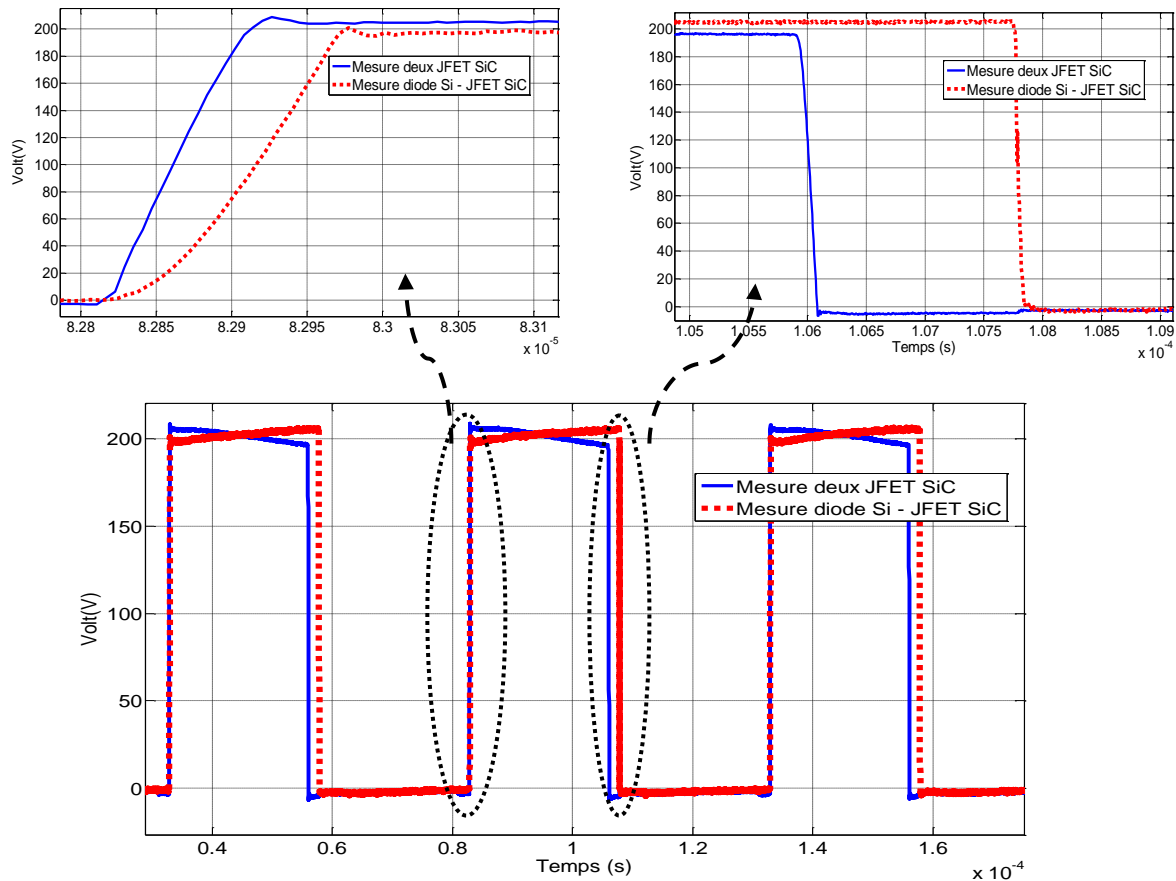 Volt(V)
200
180
160
140
120
100
80
60
40
20
0
Mesure deux JFET SiC
Mesure diode Si - JFET SiC
8.28 8.285 8.29 8.295 8.3 8.305 8.31
x 10-5
Volt(V)
200
180
160
140
120
100
80
60
40
20
0
Mesure deux JFET SiC
Mesure diode Si - JFET SiC
1.05 1.055 1.06 1.065 1.07 1.075 1.08 1.085 1.09
Temps (s)
x 10-4
Volt(V)
200
150
100
50
0
Mesure deux JFET SiC
Mesure diode Si - JFET SiC
0.4 0.6 0.8 1 1.2 1.4 1.6
Temps (s)
x 10-4